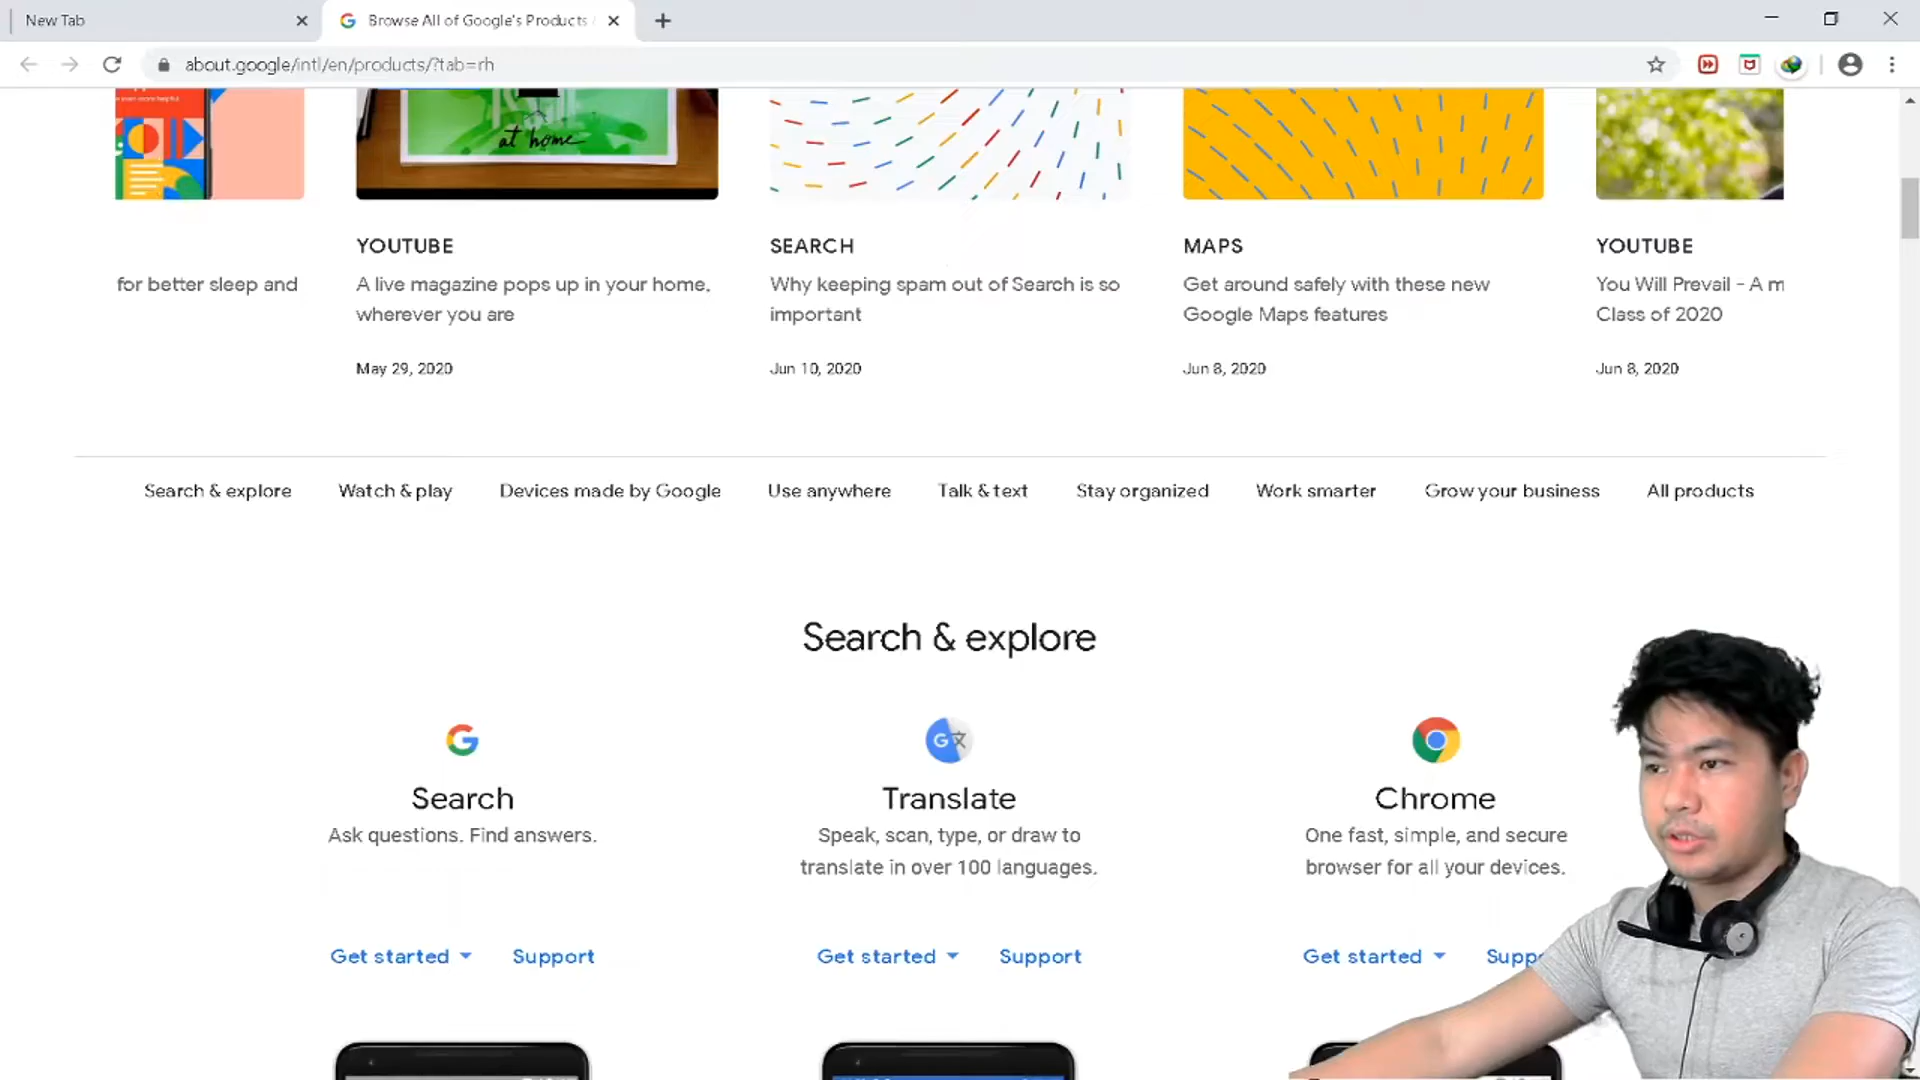 New Tab
Browse All of Google's Products
about.google/intl/en/products/?tab=rh
at home
YOUTUBE
SEARCH
MAPS
YOUTUBE
for better sleep and
A live magazine pops up in your home,
wherever you are
Why keeping spam out of Search is so
important
Get around safely with these new
Google Maps features
You Will Prevail - A m
Class of 2020
May 29, 2020
Jun 10, 2020
Jun 8, 2020
Jun 8, 2020
Search & explore
Watch & play
Devices made by Google
Use anywhere
Talk & text
Stay organized
Work smarter
Grow your business
All products
Search & explore
Search
Ask questions. Find answers.
Translate
Speak, scan, type, or draw to
translate in over 100 languages.
Chrome
One fast, simple, and secure
browser for all your devices.
Get started
Support
Get started
Support
Get started
Supp